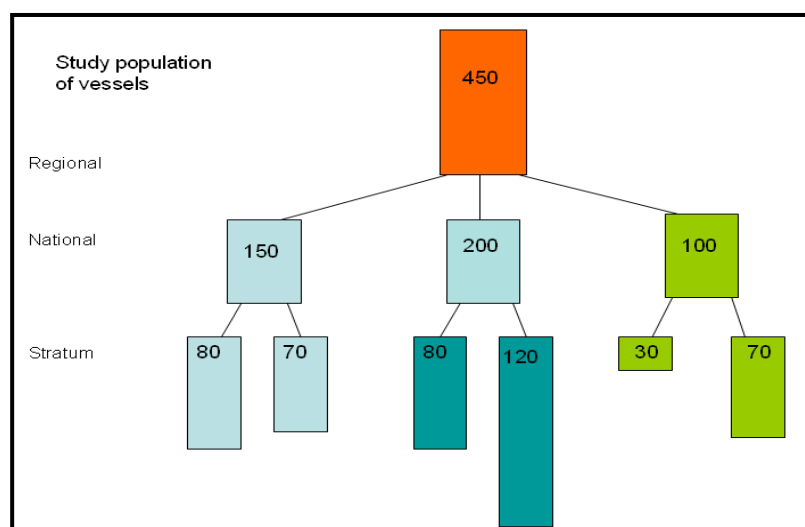 Study population
of vessels
450
Regional
National
150
200
100
Stratum
80
70
80
120
30
70